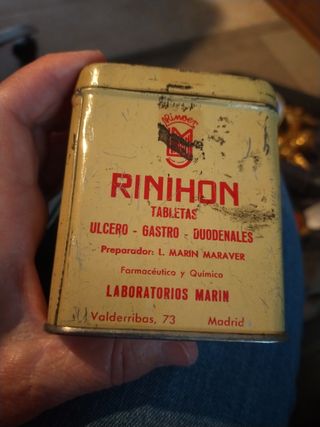 RINIHON
TABLETAS
ULCERO - GASTRO - DUODENALES
Preparador: L. MARIN MARAVER
Farmacéutico y Químico
LABORATORIOS MARIN
Valderribas, 73 Madrid